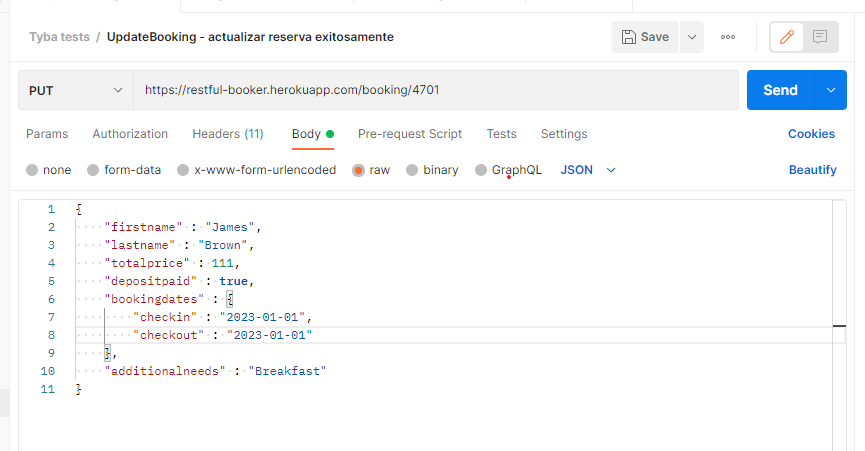 Tyba tests / UpdateBooking - actualizar reserva exitosamente Save
PUT https://restful-booker.herokuapp.com/booking/4701 Send
Params Authorization Headers (11) Body Pre-request Script Tests Settings Cookies
none form-data x-www-form-urlencoded raw binary GraphQL JSON Beautify
1 {
2 "firstname" : "James",
3 "lastname" : "Brown",
4 "totalprice" : 111,
5 "depositpaid" : true,
6 "bookingdates" : {
7 "checkin" : "2023-01-01",
8 "checkout" : "2023-01-01"
9 },
10 "additionalneeds" : "Breakfast"
11 }